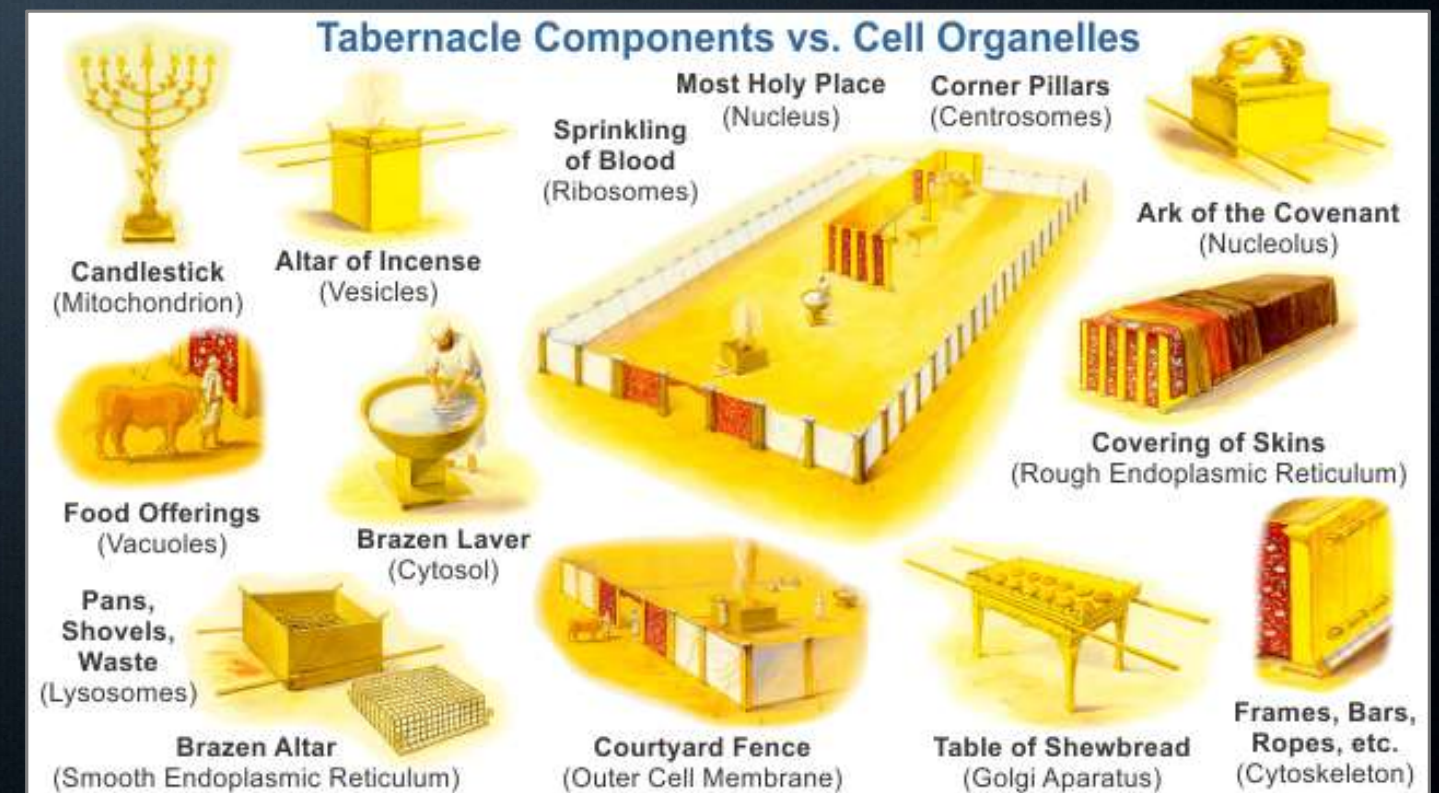 Tabernacle Components vs. Cell Organelles
Most Holy Place
(Nucleus)
Corner Pillars
(Centrosomes)
Sprinkling
of Blood
(Ribosomes)
Ark of the Covenant
(Nucleolus)
Candlestick
(Mitochondrion)
Altar of Incense
(Vesicles)
Covering of Skins
(Rough Endoplasmic Reticulum)
Food Offerings
(Vacuoles)
Brazen Laver
(Cytosol)
Pans,
Shovels,
Waste
(Lysosomes)
Brazen Altar
(Smooth Endoplasmic Reticulum)
Courtyard Fence
(Outer Cell Membrane)
Table of Shewbread
(Golgi Aparatus)
Frames, Bars,
Ropes, etc.
(Cytoskeleton)